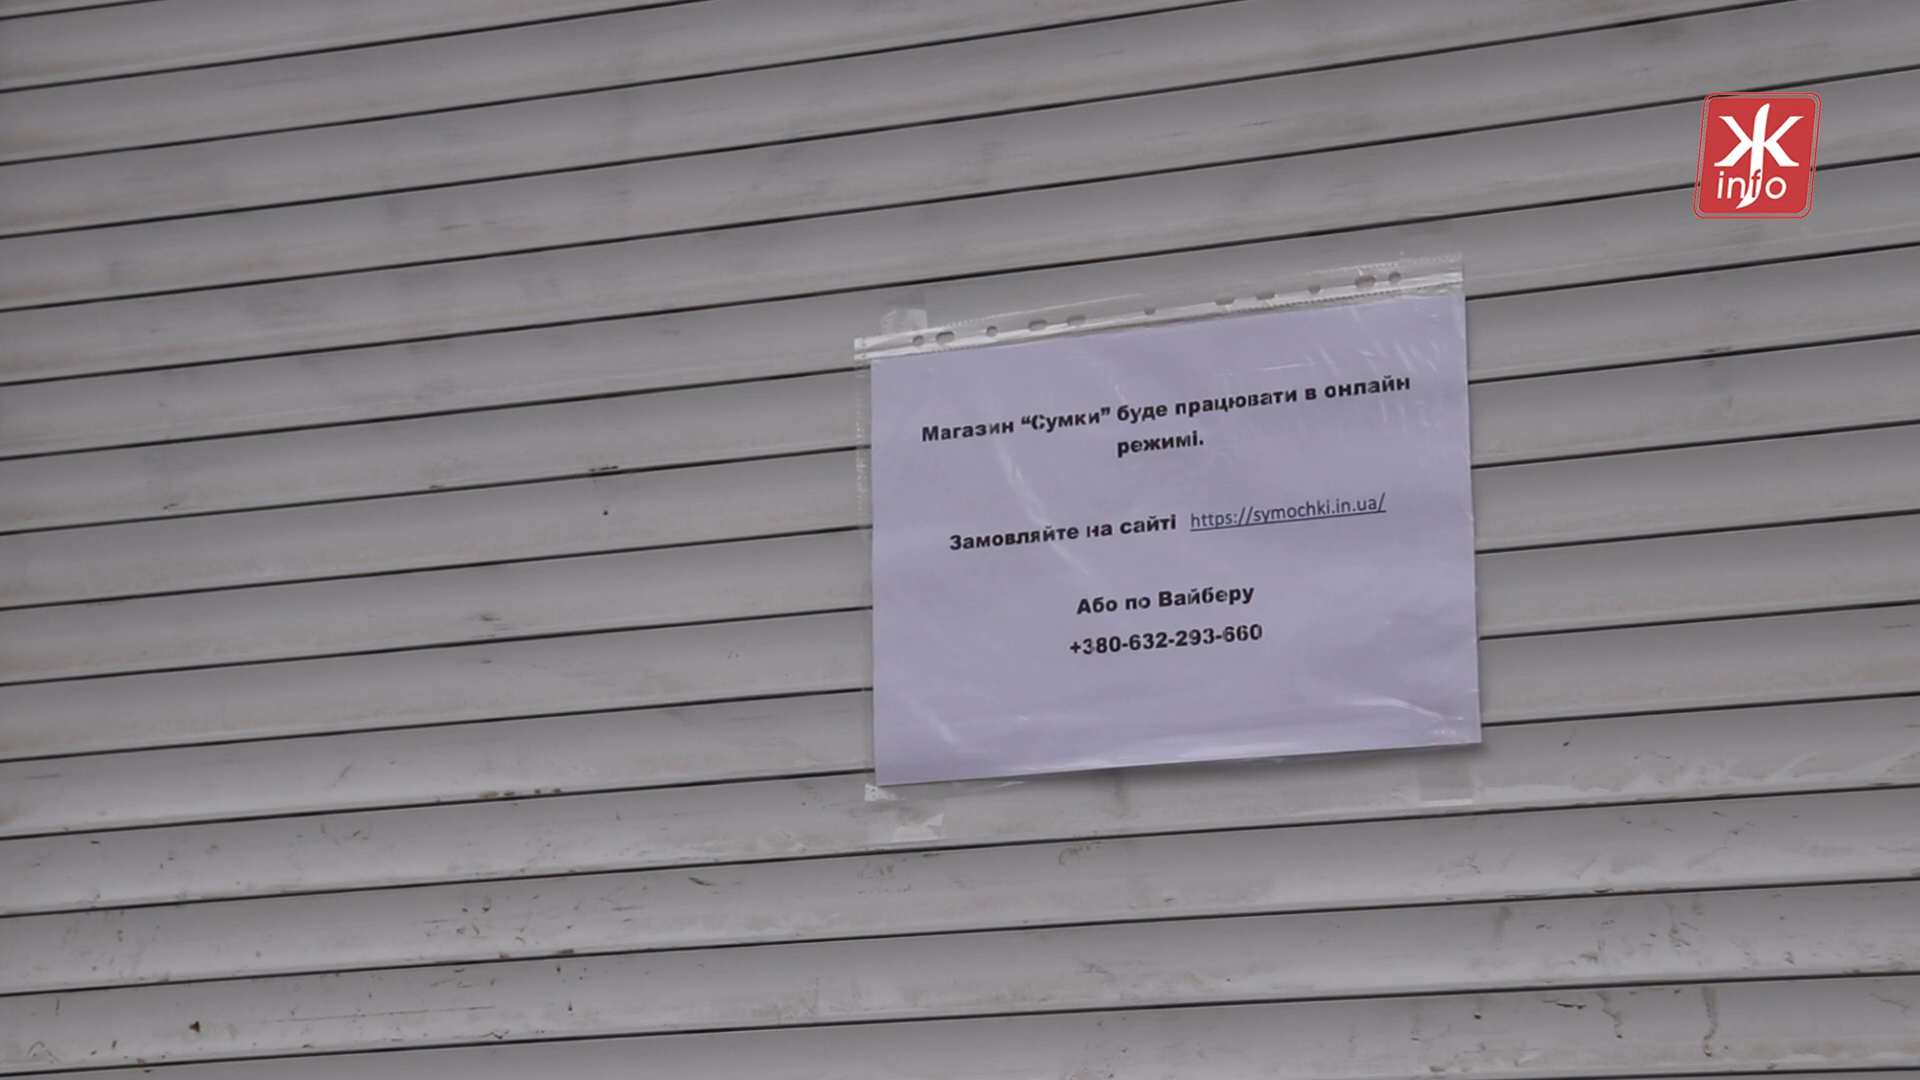 Ж
info
Магазин “Сумки” буде працювати в онлайн
режимі.
Замовляйте на сайті https://symochki.in.ua/
Або по Вайберу
+380-632-293-660